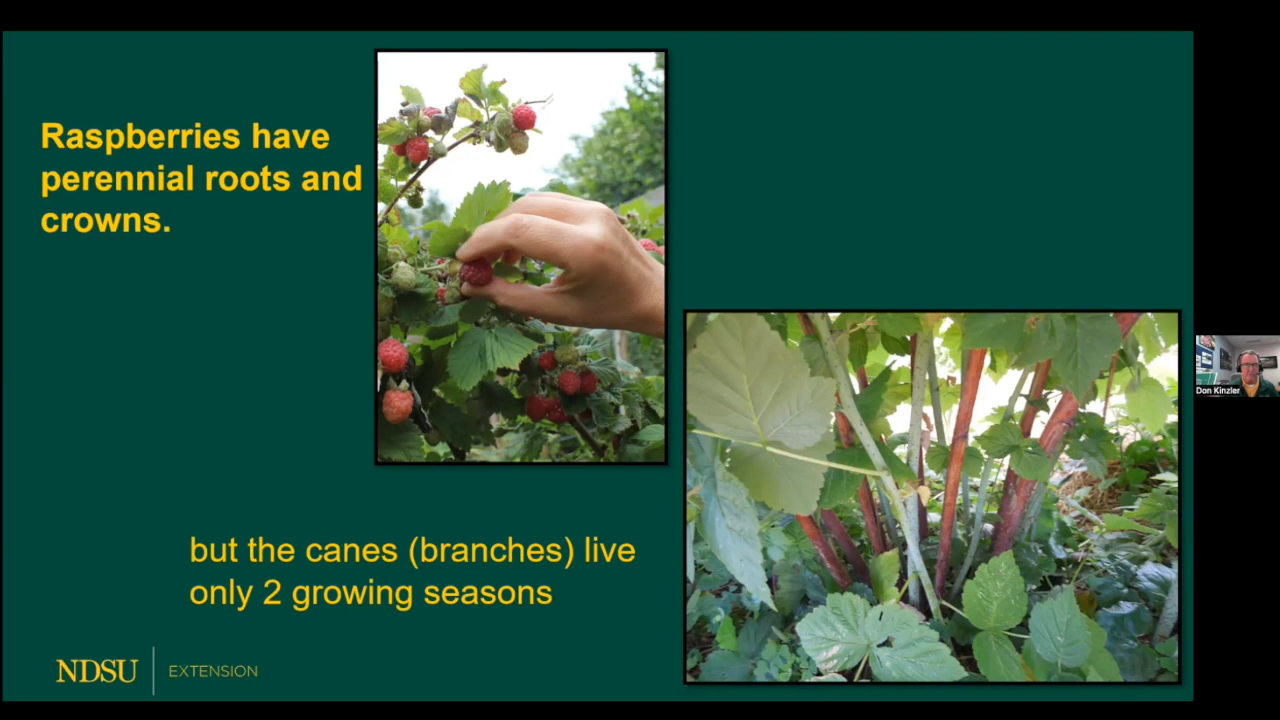 Raspberries have
perennial roots and
crowns.
but the canes (branches) live
only 2 growing seasons
NDSU EXTENSION
Don Kinzler